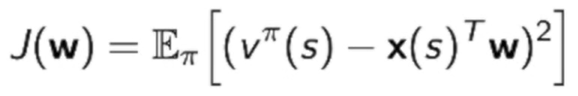 J(𝐰) = 𝔼_π[(v^π(s) − 𝐱(s)^T 𝐰)^2]